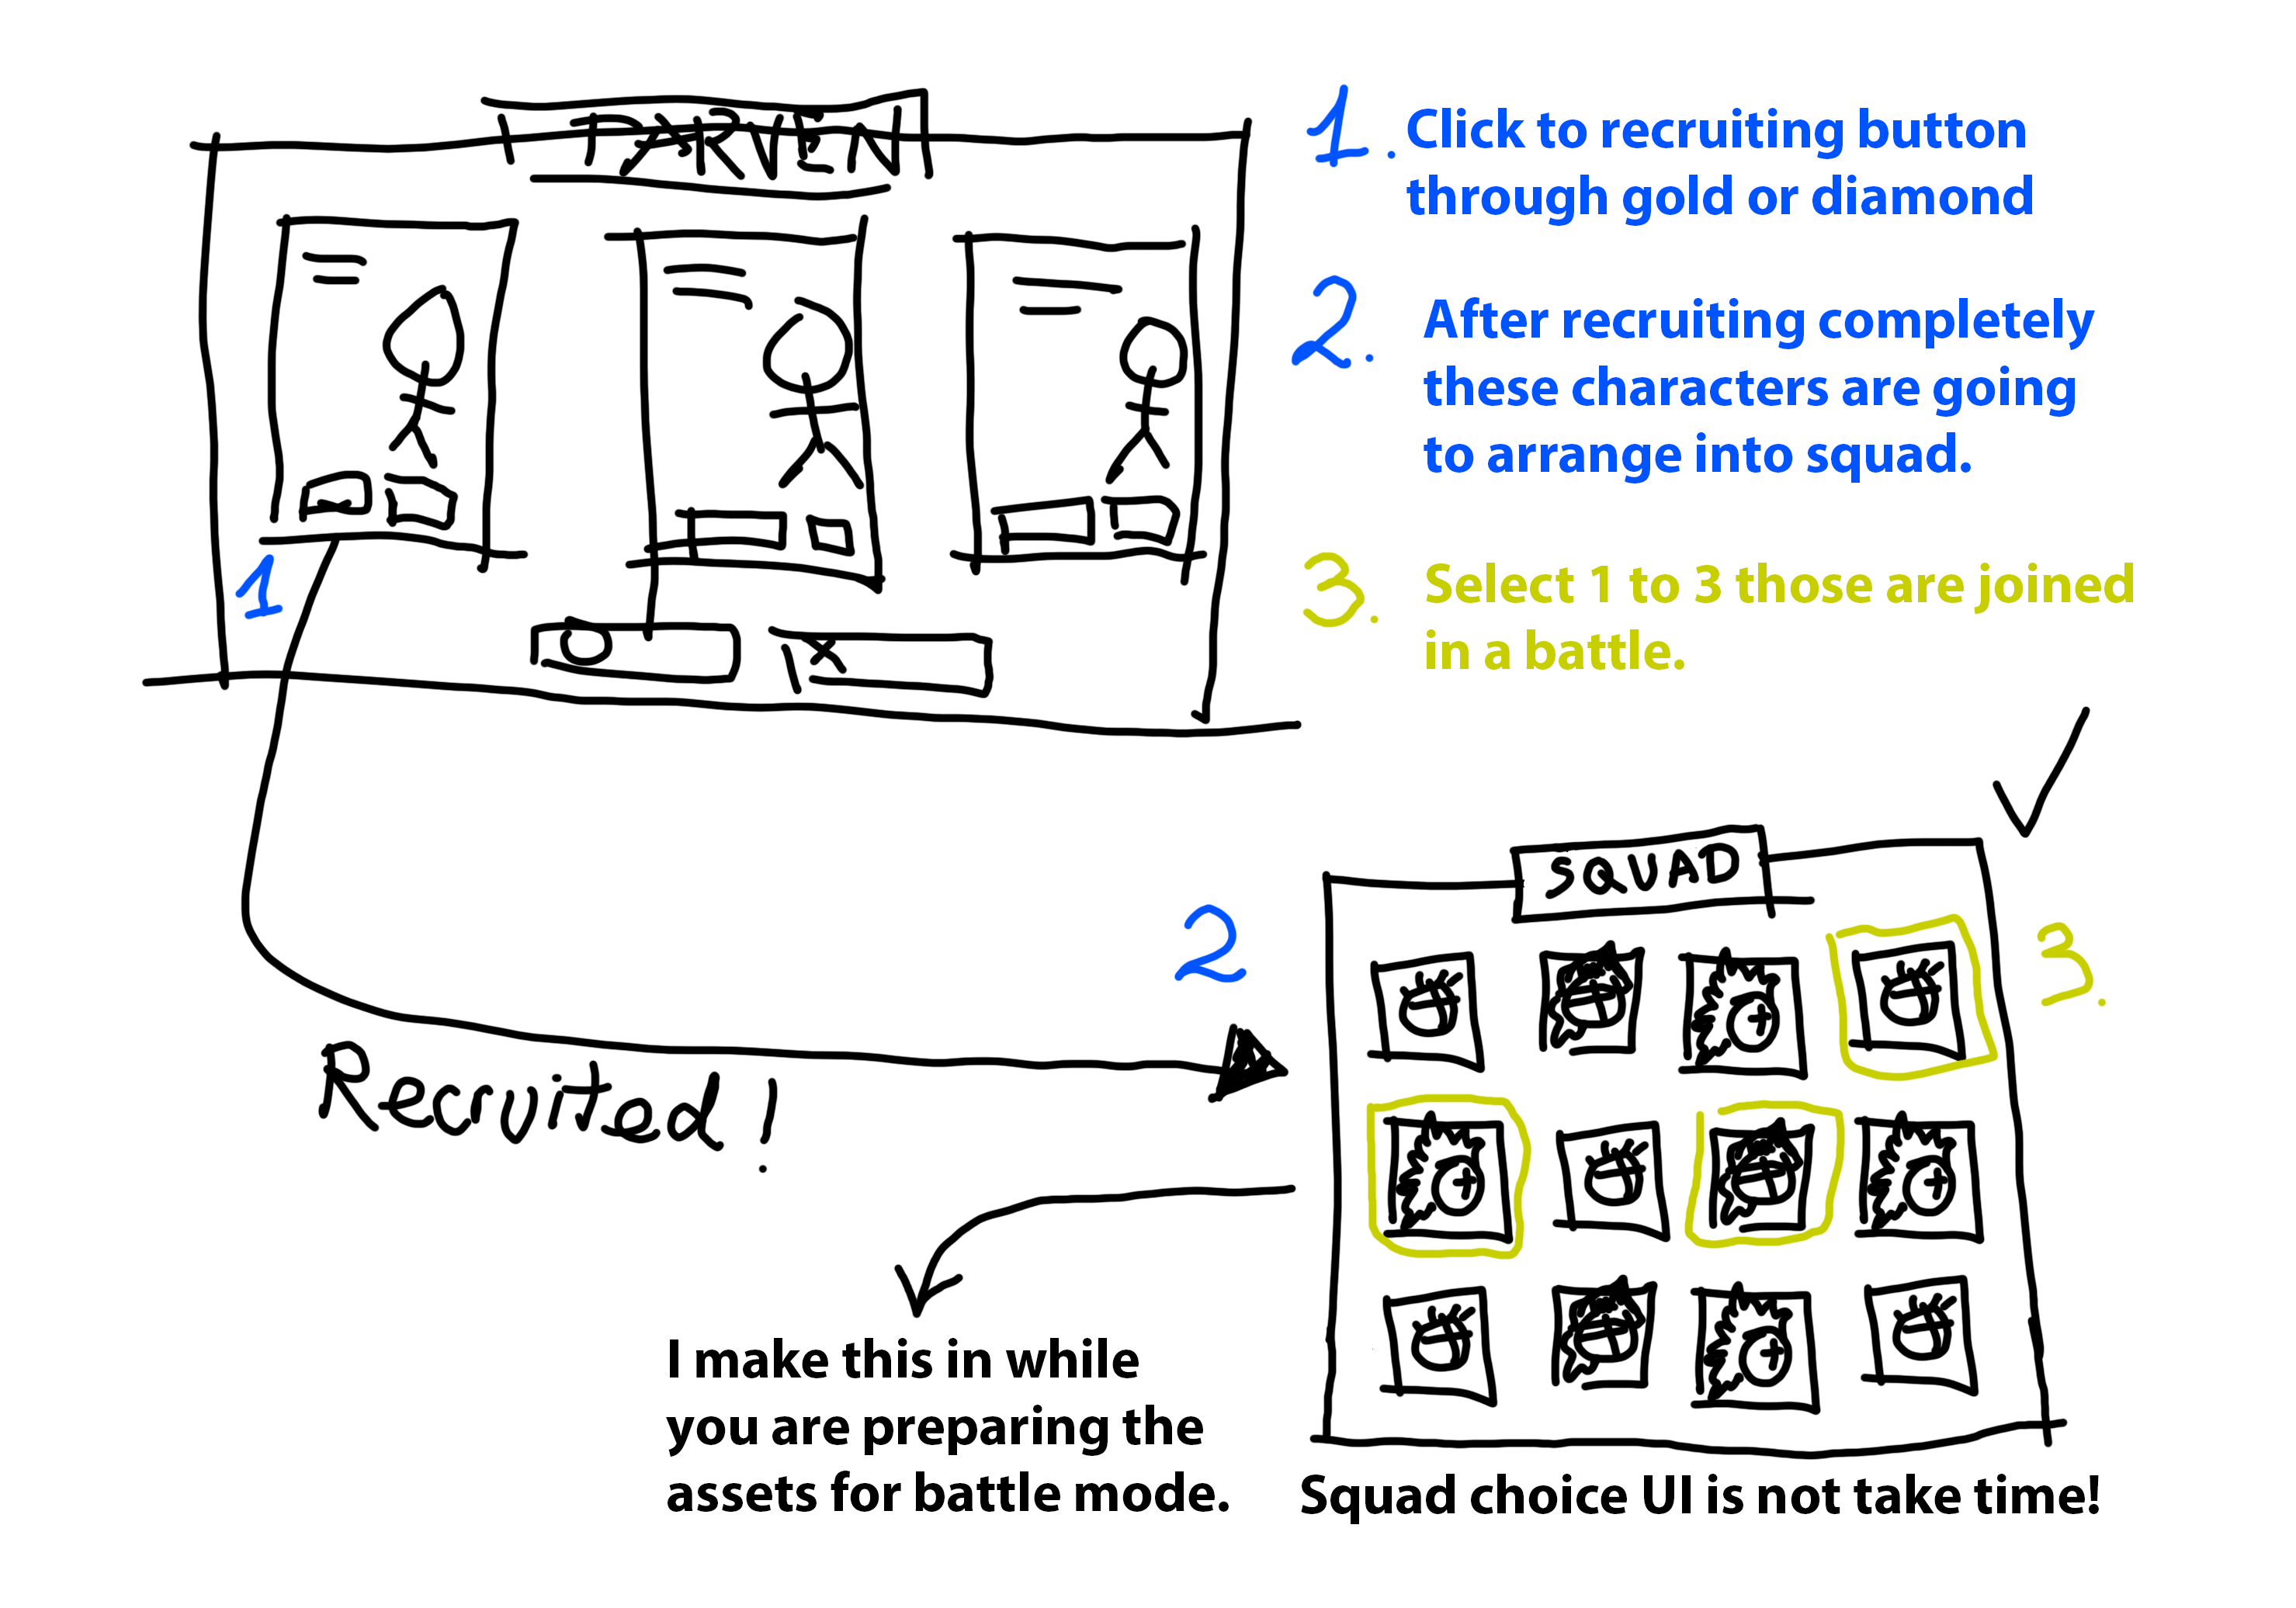 TARVEN
1. Click to recruiting button
through gold or diamond
2. After recruiting completely
these characters are going
to arrange into squad.
3. Select 1 to 3 those are joined
in a battle.
1
SQUAD
2
3.
Recruited!
I make this in while
you are preparing the
assets for battle mode.
Squad choice UI is not take time!